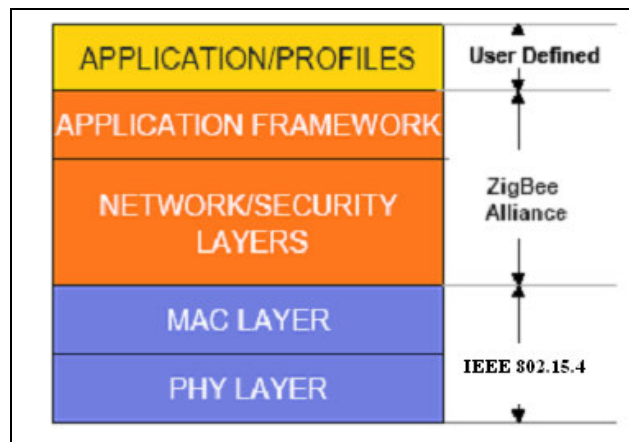 APPLICATION/PROFILES
User Defined
APPLICATION FRAMEWORK
NETWORK/SECURITY
LAYERS
ZigBee
Alliance
MAC LAYER
PHY LAYER
IEEE 802.15.4